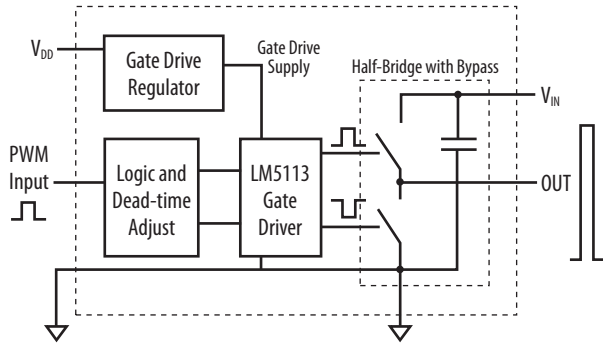 V_DD
Gate Drive
Regulator
Gate Drive
Supply
Half-Bridge with Bypass
V_IN
PWM
Input
Logic and
Dead-time
Adjust
LM5113
Gate
Driver
OUT